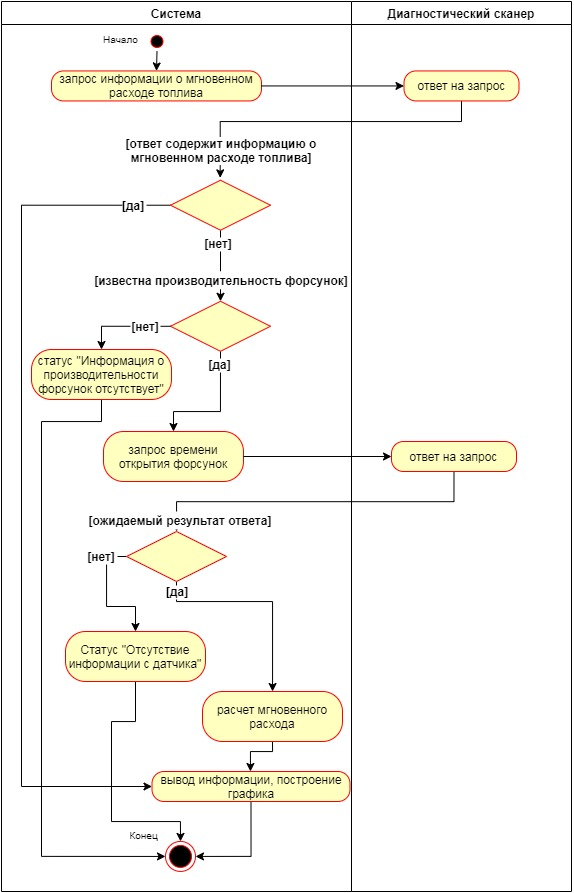 Система
Диагностический сканер
Начало
запрос информации о мгновенном
расходе топлива
ответ на запрос
[ответ содержит информацию о
мгновенном расходе топлива]
[да]
[нет]
[известна производительность форсунок]
[нет]
статус "Информация о
производительности
форсунок отсутствует"
[да]
запрос времени
открытия форсунок
ответ на запрос
[ожидаемый результат ответа]
[нет]
[да]
Статус "Отсутствие
информации с датчика"
расчет мгновенного
расхода
вывод информации, построение
графика
Конец